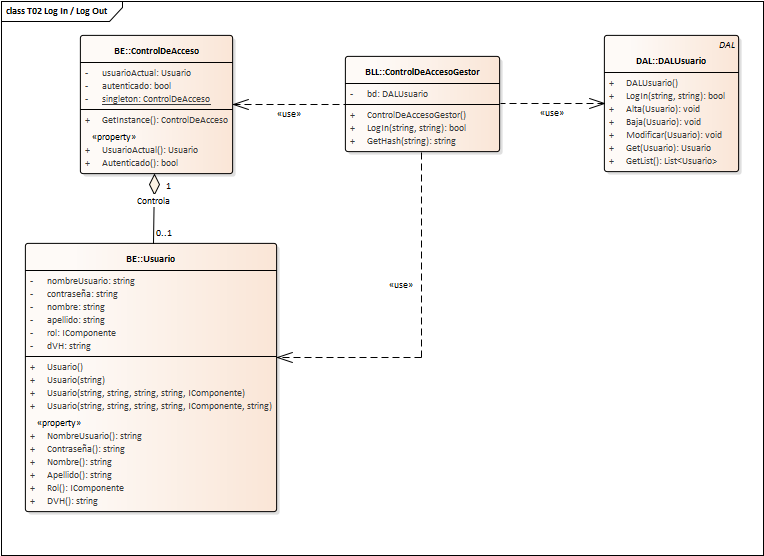 class T02 Log In / Log Out
BE::ControlDeAcceso
- usuarioActual: Usuario
- autenticado: bool
- singleton: ControlDeAcceso
+ GetInstance(): ControlDeAcceso
«property»
+ UsuarioActual(): Usuario
+ Autenticado(): bool
BLL::ControlDeAccesoGestor
- bd: DALUsuario
+ ControlDeAccesoGestor()
+ LogIn(string, string): bool
+ GetHash(string): string
DAL
DAL::DALUsuario
+ DALUsuario()
+ LogIn(string, string): bool
+ Alta(Usuario): void
+ Baja(Usuario): void
+ Modificar(Usuario): void
+ Get(Usuario): Usuario
+ GetList(): List<Usuario>
«use»
«use»
1
Controla
0..1
«use»
BE::Usuario
- nombreUsuario: string
- contraseña: string
- nombre: string
- apellido: string
- rol: IComponente
- dVH: string
+ Usuario()
+ Usuario(string)
+ Usuario(string, string, string, string, IComponente)
+ Usuario(string, string, string, string, IComponente, string)
«property»
+ NombreUsuario(): string
+ Contraseña(): string
+ Nombre(): string
+ Apellido(): string
+ Rol(): IComponente
+ DVH(): string